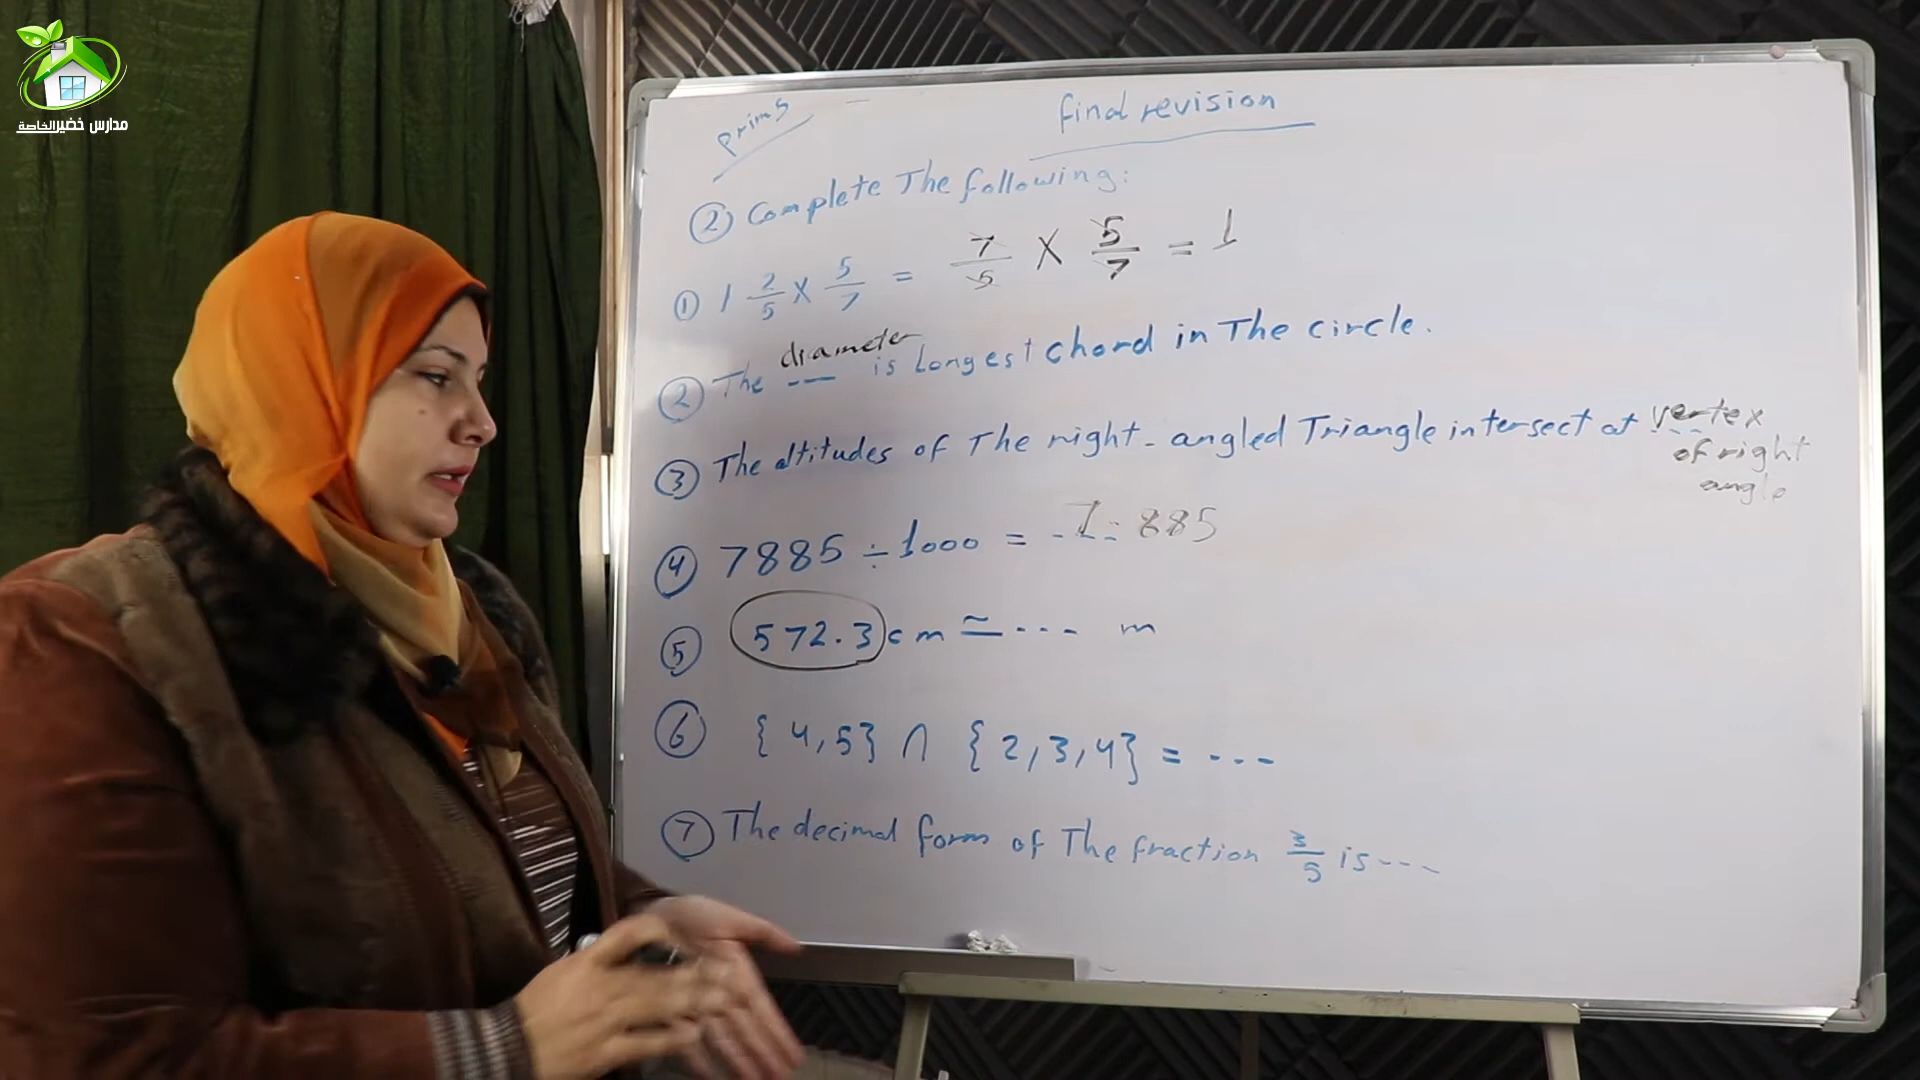 مدارس خضير الخاصة
prim5
final revision
② Complete The following:
① 1 2/5 × 5/7 = 7/5 × 5/7 = 1
② The diameter is Longest chord in The circle.
③ The altitudes of The right-angled Triangle intersect at vertex
of right
angle
④ 7885 ÷ 1000 = 7.885
⑤ 572.3 cm ≃ --- m
⑥ {4,5} ∩ {2,3,4} = ---
⑦ The decimal form of The fraction 3/5 is ---